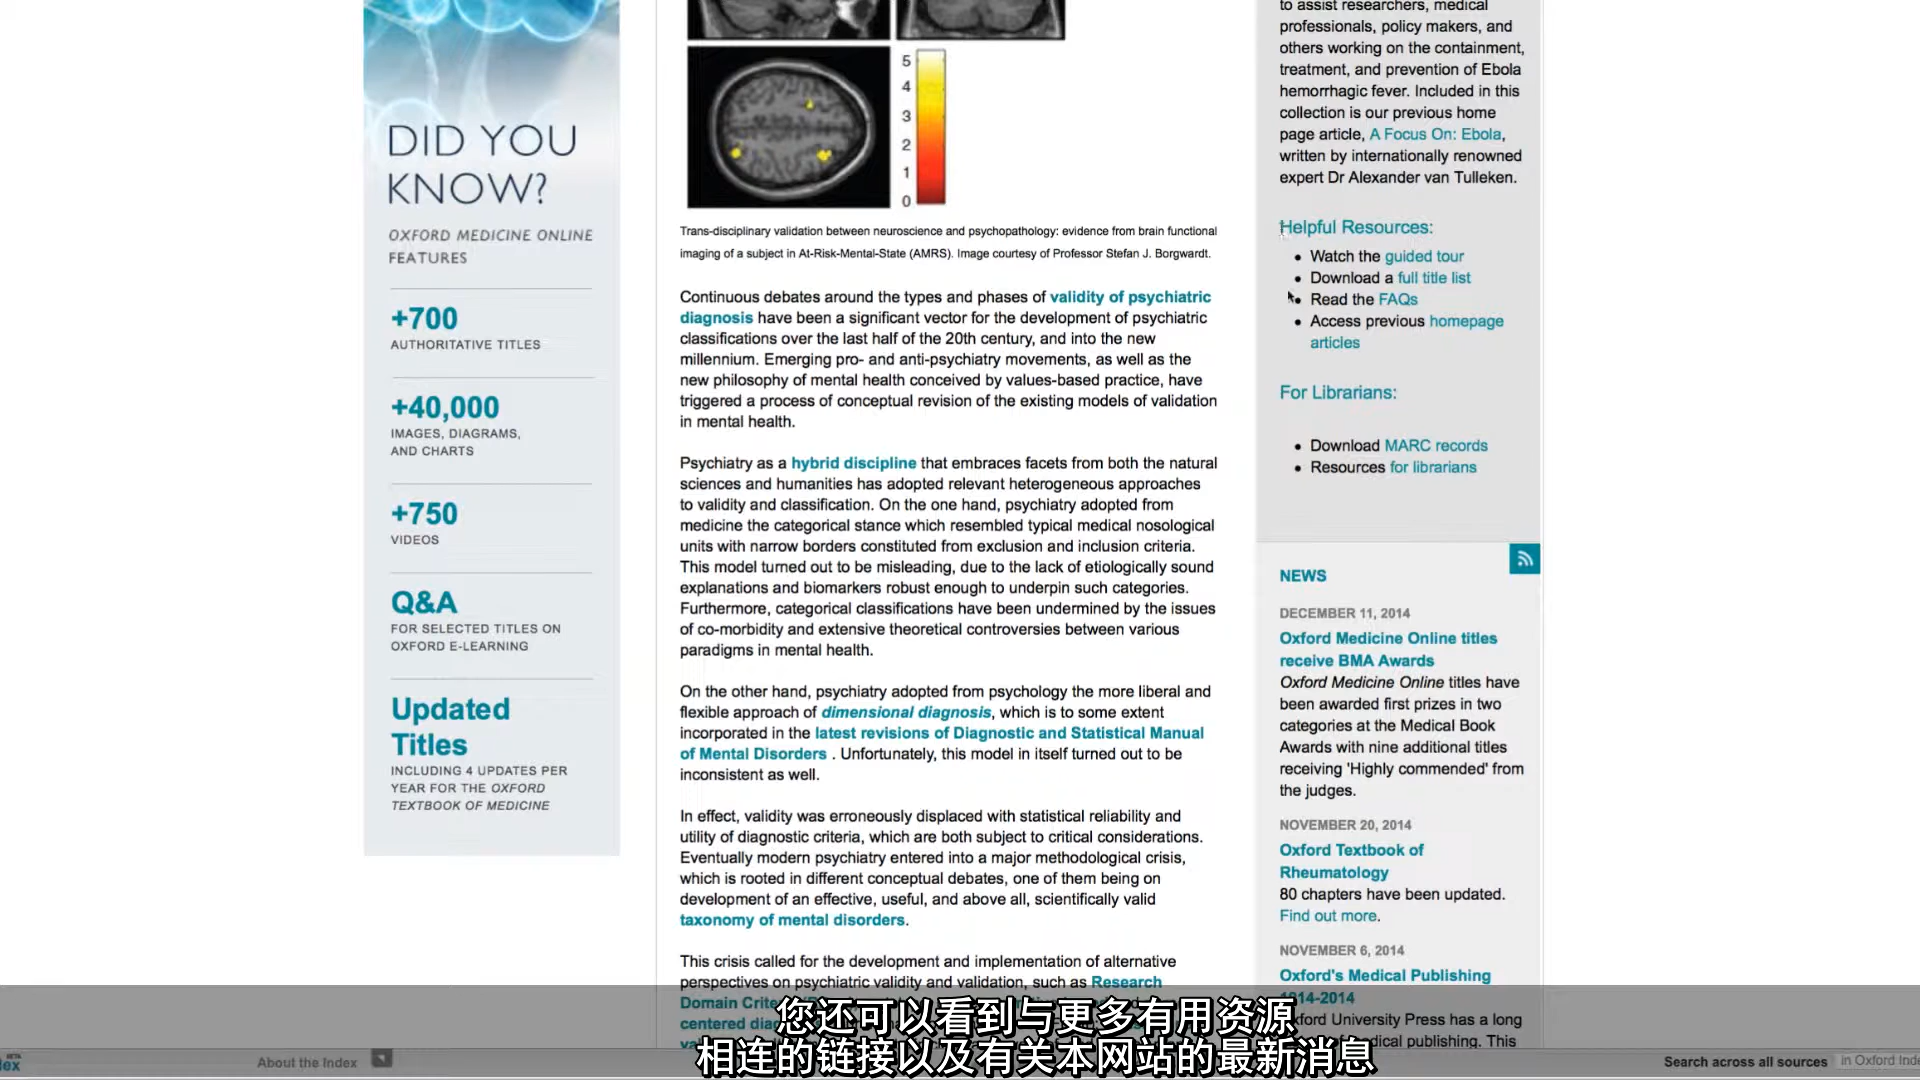 DID YOU
KNOW?
OXFORD MEDICINE ONLINE
FEATURES
+700
AUTHORITATIVE TITLES
+40,000
IMAGES, DIAGRAMS,
AND CHARTS
+750
VIDEOS
Q&A
FOR SELECTED TITLES ON
OXFORD E-LEARNING
Updated
Titles
INCLUDING 4 UPDATES PER
YEAR FOR THE OXFORD
TEXTBOOK OF MEDICINE
5
4
3
2
1
0
Trans-disciplinary validation between neuroscience and psychopathology: evidence from brain functional
imaging of a subject in At-Risk-Mental-State (AMRS). Image courtesy of Professor Stefan J. Borgwardt.
Continuous debates around the types and phases of validity of psychiatric
diagnosis have been a significant vector for the development of psychiatric
classifications over the last half of the 20th century, and into the new
millennium. Emerging pro- and anti-psychiatry movements, as well as the
new philosophy of mental health conceived by values-based practice, have
triggered a process of conceptual revision of the existing models of validation
in mental health.
Psychiatry as a hybrid discipline that embraces facets from both the natural
sciences and humanities has adopted relevant heterogeneous approaches
to validity and classification. On the one hand, psychiatry adopted from
medicine the categorical stance which resembled typical medical nosological
units with narrow borders constituted from exclusion and inclusion criteria.
This model turned out to be misleading, due to the lack of etiologically sound
explanations and biomarkers robust enough to underpin such categories.
Furthermore, categorical classifications have been undermined by the issues
of co-morbidity and extensive theoretical controversies between various
paradigms in mental health.
On the other hand, psychiatry adopted from psychology the more liberal and
flexible approach of dimensional diagnosis, which is to some extent
incorporated in the latest revisions of Diagnostic and Statistical Manual
of Mental Disorders . Unfortunately, this model in itself turned out to be
inconsistent as well.
In effect, validity was erroneously displaced with statistical reliability and
utility of diagnostic criteria, which are both subject to critical considerations.
Eventually modern psychiatry entered into a major methodological crisis,
which is rooted in different conceptual debates, one of them being on
development of an effective, useful, and above all, scientifically valid
taxonomy of mental disorders.
This crisis called for the development and implementation of alternative
perspectives on psychiatric validity and validation, such as Research
Domain
centered
to assist researchers, medical
professionals, policy makers, and
others working on the containment,
treatment, and prevention of Ebola
hemorrhagic fever. Included in this
collection is our previous home
page article, A Focus On: Ebola,
written by internationally renowned
expert Dr Alexander van Tulleken.
Helpful Resources:
Watch the guided tour
Download a full title list
Read the FAQs
Access previous homepage
articles
For Librarians:
Download MARC records
Resources for librarians
NEWS
DECEMBER 11, 2014
Oxford Medicine Online titles
receive BMA Awards
Oxford Medicine Online titles have
been awarded first prizes in two
categories at the Medical Book
Awards with nine additional titles
receiving 'Highly commended' from
the judges.
NOVEMBER 20, 2014
Oxford Textbook of
Rheumatology
80 chapters have been updated.
Find out more.
NOVEMBER 6, 2014
Oxford's Medical Publishing
1914-2014
Oxford University Press has a long
medical publishing. This
您还可以看到与更多有用资源
相连的链接以及有关本网站的最新消息
About the Index
Search across all sources in Oxford Inde